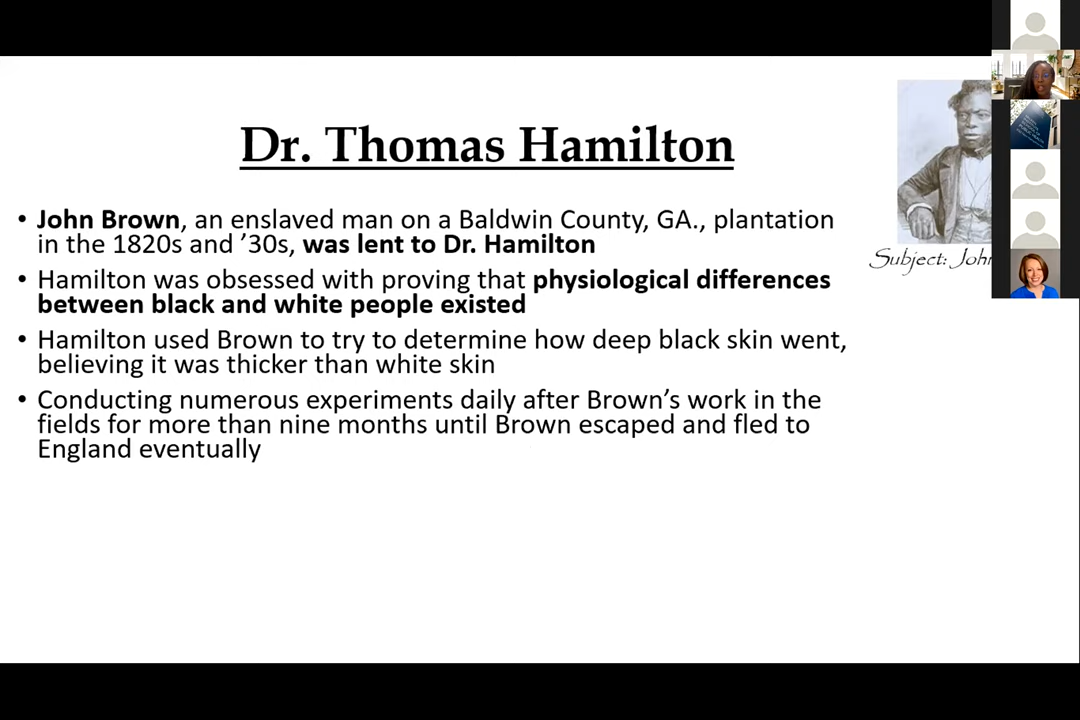 Dr. Thomas Hamilton
• John Brown, an enslaved man on a Baldwin County, GA., plantation
in the 1820s and ’30s, was lent to Dr. Hamilton
• Hamilton was obsessed with proving that physiological differences
between black and white people existed
• Hamilton used Brown to try to determine how deep black skin went,
believing it was thicker than white skin
• Conducting numerous experiments daily after Brown’s work in the
fields for more than nine months until Brown escaped and fled to
England eventually
Subject: John